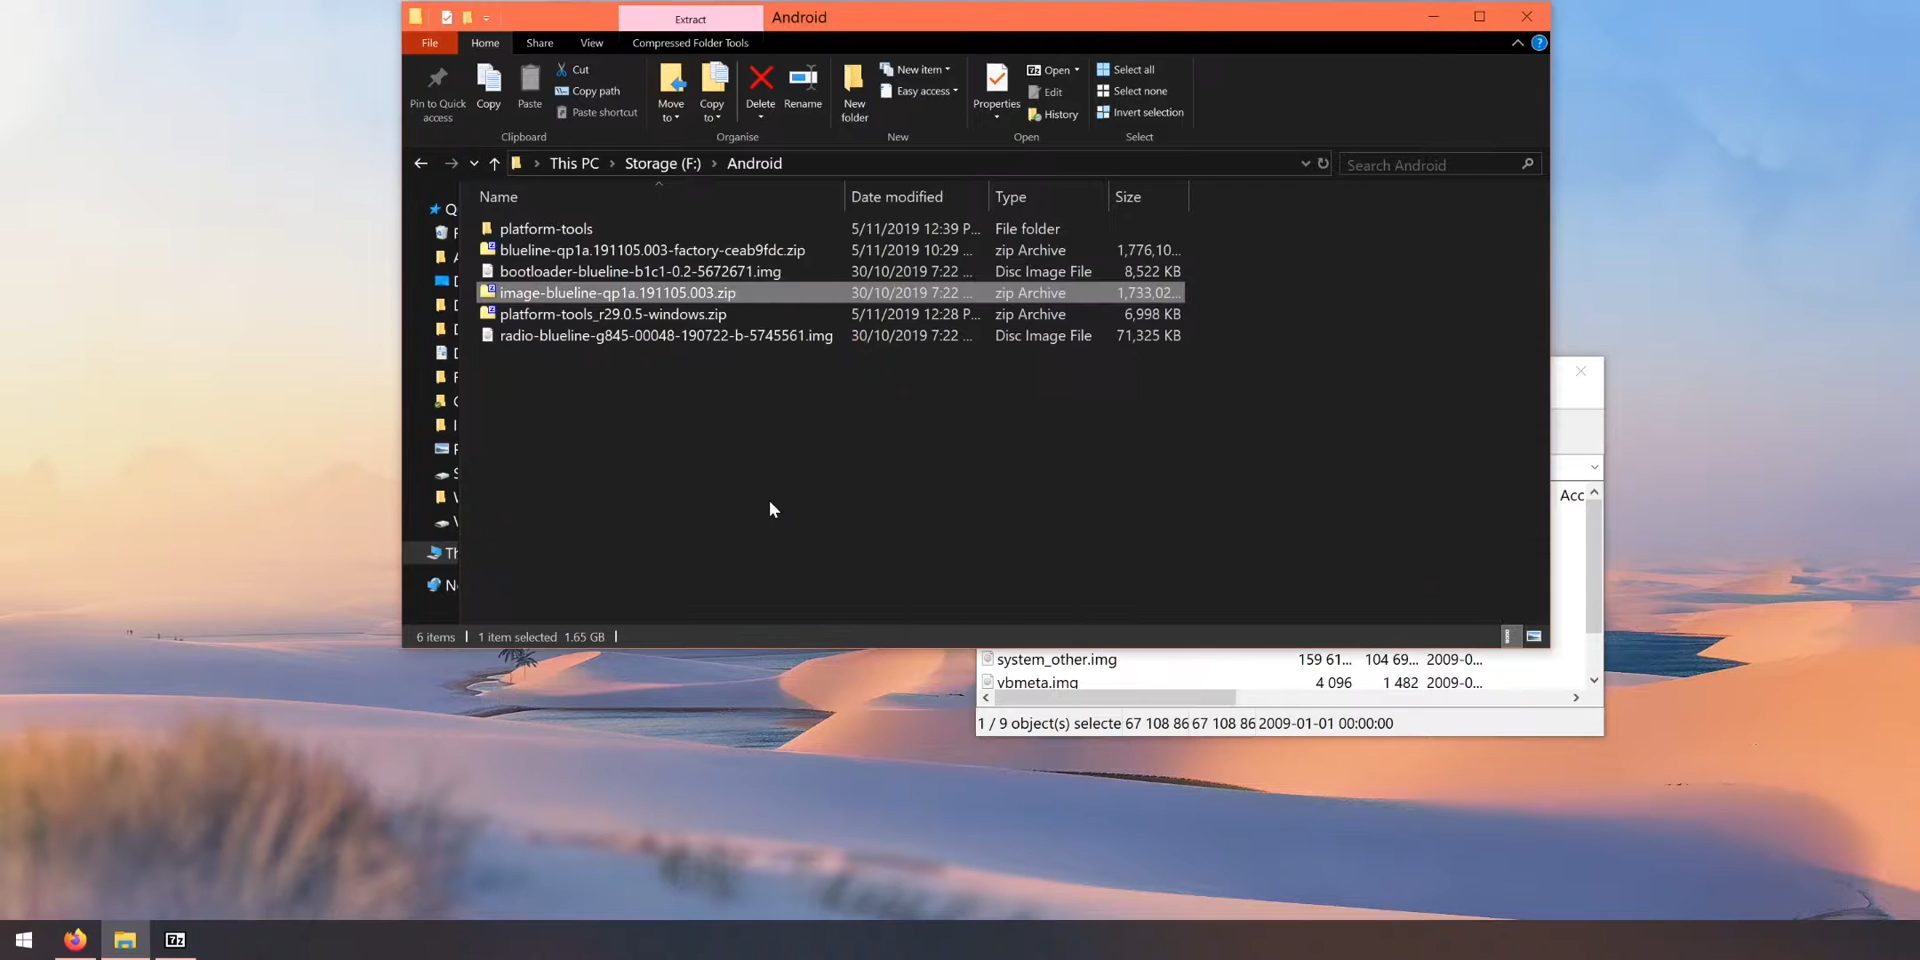 Extract
Android
File
Home
Share
View
Compressed Folder Tools
Pin to Quick access
Copy
Paste
Cut
Copy path
Paste shortcut
Clipboard
Move to
Copy to
Delete
Rename
Organise
New folder
New item
Easy access
New
Properties
Open
Edit
History
Open
Select all
Select none
Invert selection
Select
This PC > Storage (F:) > Android
Search Android
Name Date modified Type Size
platform-tools 5/11/2019 12:39 P... File folder
blueline-qp1a.191105.003-factory-ceab9fdc.zip 5/11/2019 10:29 ... zip Archive 1,776,10...
bootloader-blueline-b1c1-0.2-5672671.img 30/10/2019 7:22 ... Disc Image File 8,522 KB
image-blueline-qp1a.191105.003.zip 30/10/2019 7:22 ... zip Archive 1,733,02...
platform-tools_r29.0.5-windows.zip 5/11/2019 12:28 P... zip Archive 6,998 KB
radio-blueline-g845-00048-190722-b-5745561.img 30/10/2019 7:22 ... Disc Image File 71,325 KB
6 items 1 item selected 1.65 GB
Acc
system_other.img 159 61... 104 69... 2009-0...
vbmeta.img 4 096 1 482 2009-0...
1 / 9 object(s) selecte 67 108 86 67 108 86 2009-01-01 00:00:00
7z